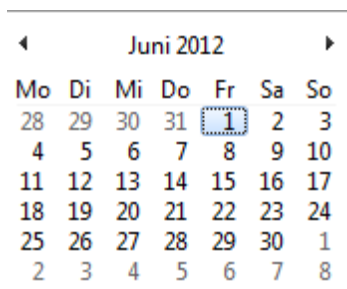 Juni 2012
Mo Di Mi Do Fr Sa So
28 29 30 31 1 2 3
4 5 6 7 8 9 10
11 12 13 14 15 16 17
18 19 20 21 22 23 24
25 26 27 28 29 30 1
2 3 4 5 6 7 8